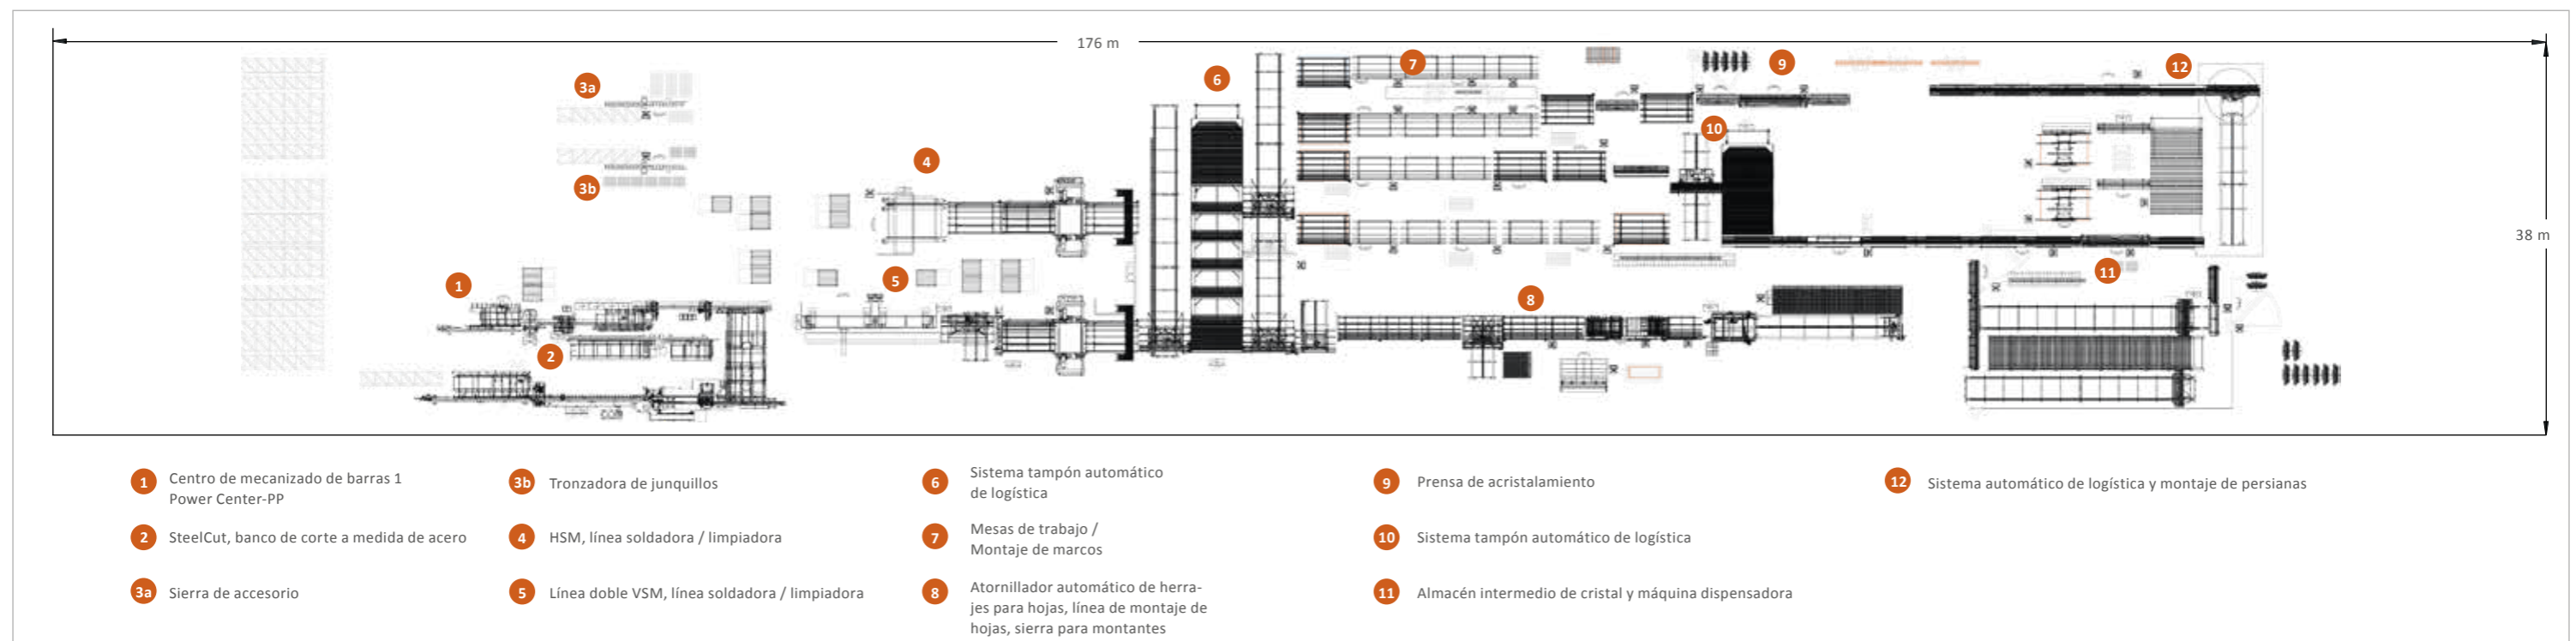 176 m
6
7
9
12
3a
10
4
3b
38 m
11
5
1
8
2
1 Centro de mecanizado de barras 1
Power Center-PP
2 SteelCut, banco de corte a medida de acero
3a Sierra de accesorio
3b Tronzadora de junquillos
4 HSM, línea soldadora / limpiadora
5 Línea doble VSM, línea soldadora / limpiadora
6 Sistema tampón automático
de logística
7 Mesas de trabajo /
Montaje de marcos
8 Atornillador automático de herra-
jes para hojas, línea de montaje de
hojas, sierra para montantes
9 Prensa de acristalamiento
10 Sistema tampón automático de logística
11 Almacén intermedio de cristal y máquina dispensadora
12 Sistema automático de logística y montaje de persianas